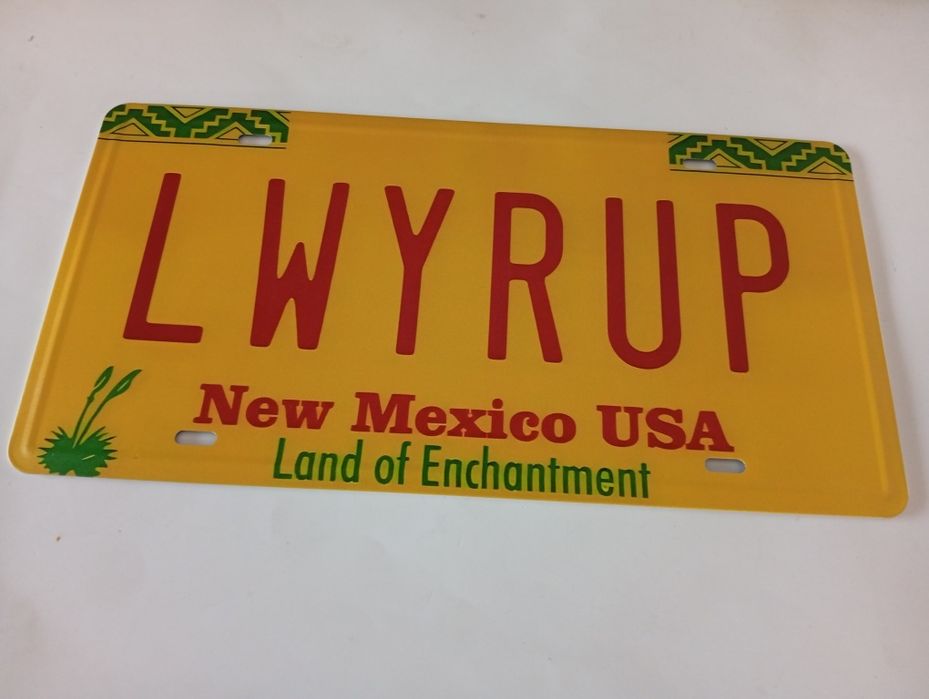 LWYRUP
New Mexico USA
Land of Enchantment